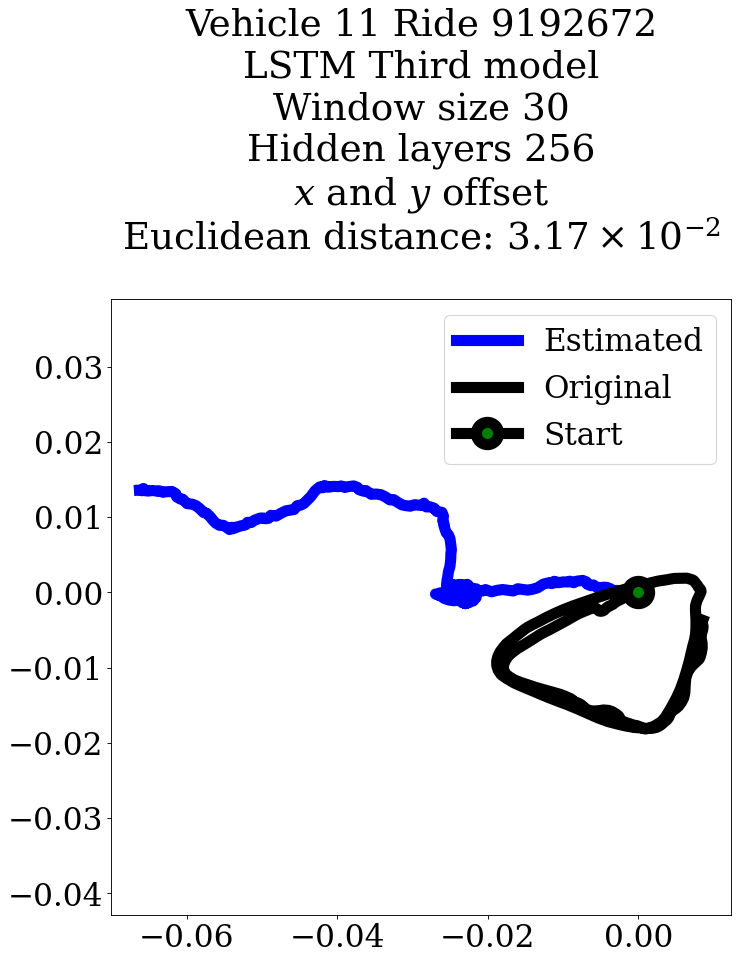 Vehicle 11 Ride 9192672
LSTM Third model
Window size 30
Hidden layers 256
x and y offset
Euclidean distance: 3.17 × 10⁻²
Estimated
Original
Start
0.03
0.02
0.01
0.00
−0.01
−0.02
−0.03
−0.04
−0.06
−0.04
−0.02
0.00